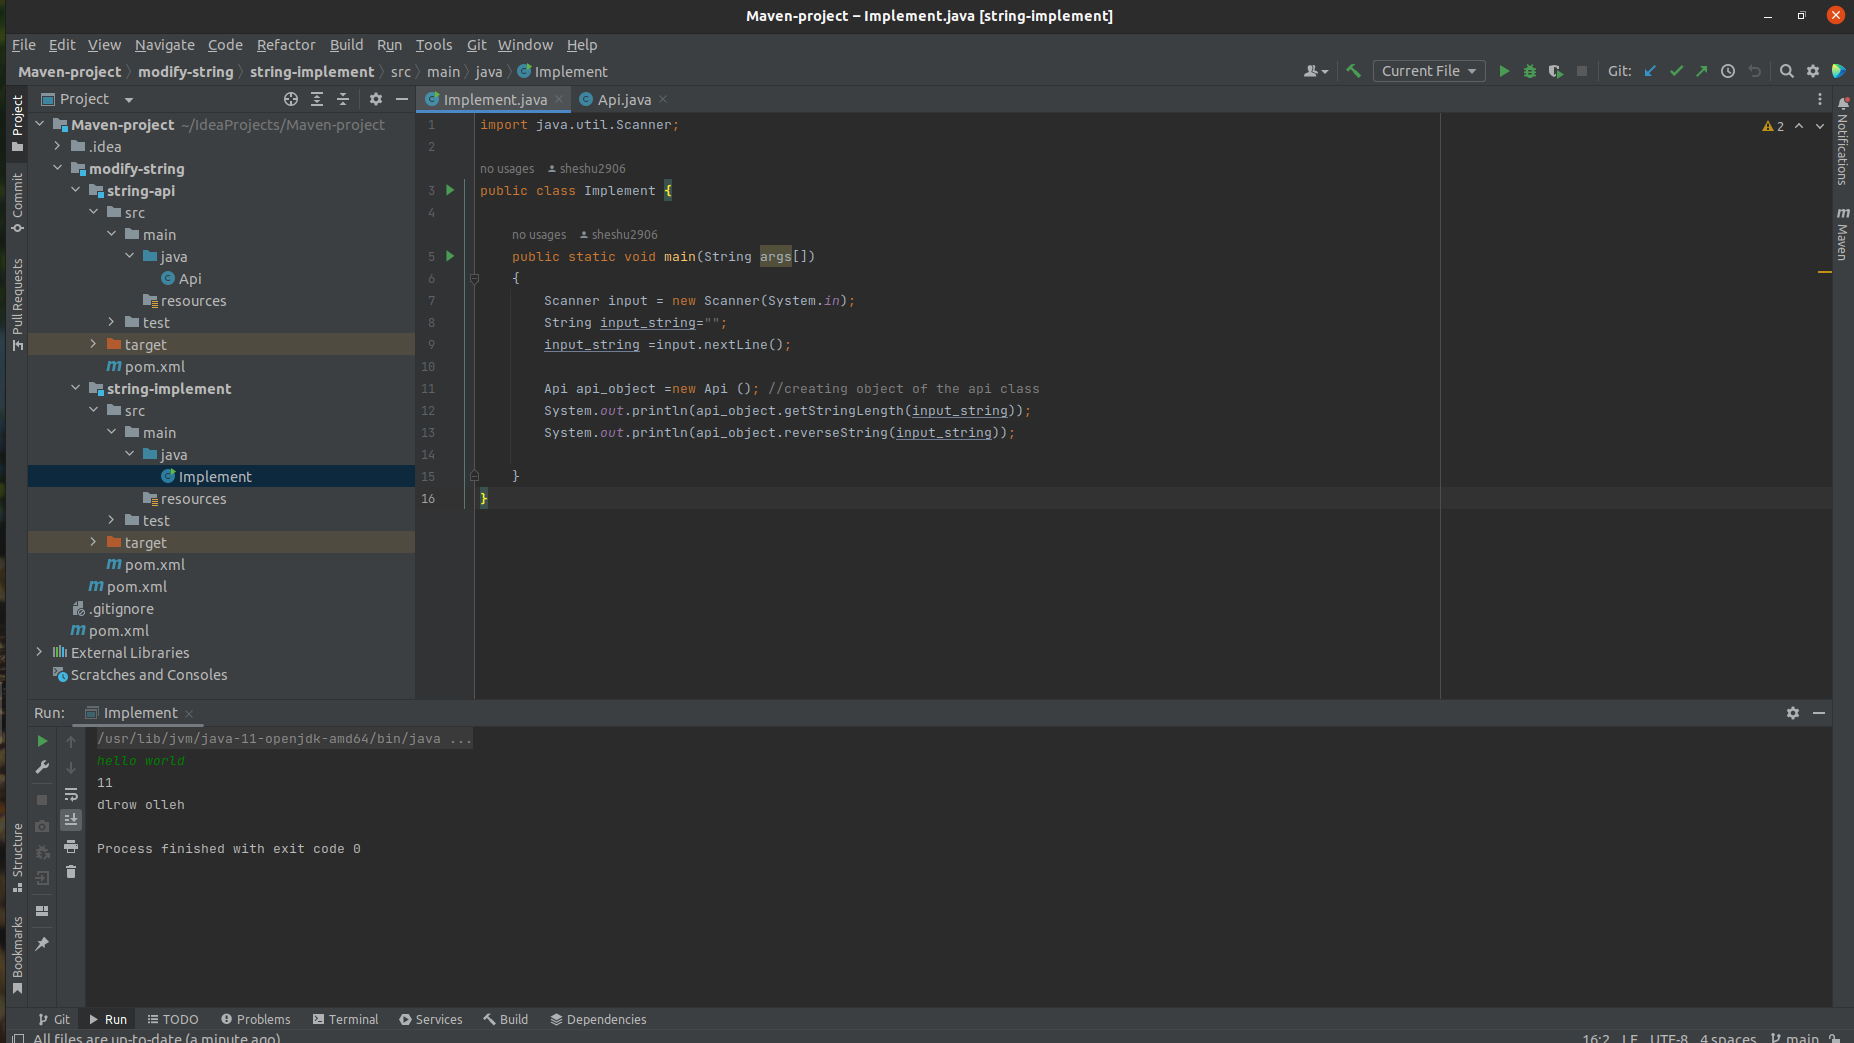 Maven-project – Implement.java [string-implement]
File Edit View Navigate Code Refactor Build Run Tools Git Window Help
Maven-project modify-string string-implement src main java Implement
Current File
Git:
Project
Implement.java
Api.java
Project
Commit
Pull Requests
Structure
Bookmarks
Maven-project ~/IdeaProjects/Maven-project
.idea
modify-string
string-api
src
main
java
Api
resources
test
target
pom.xml
string-implement
src
main
java
Implement
resources
test
target
pom.xml
pom.xml
.gitignore
pom.xml
External Libraries
Scratches and Consoles
1 import java.util.Scanner;
2
no usages sheshu2906
3 public class Implement {
4
no usages sheshu2906
5 public static void main(String args[])
6 {
7 Scanner input = new Scanner(System.in);
8 String input_string="";
9 input_string =input.nextLine();
10
11 Api api_object =new Api (); //creating object of the api class
12 System.out.println(api_object.getStringLength(input_string));
13 System.out.println(api_object.reverseString(input_string));
14
15 }
16 }
2
Notifications
m Maven
Run: Implement
/usr/lib/jvm/java-11-openjdk-amd64/bin/java ...
hello world
11
dlrow olleh
Process finished with exit code 0
Git Run TODO Problems Terminal Services Build Dependencies
All files are up-to-date (a minute ago)
16:2 LF UTF-8 4 spaces main